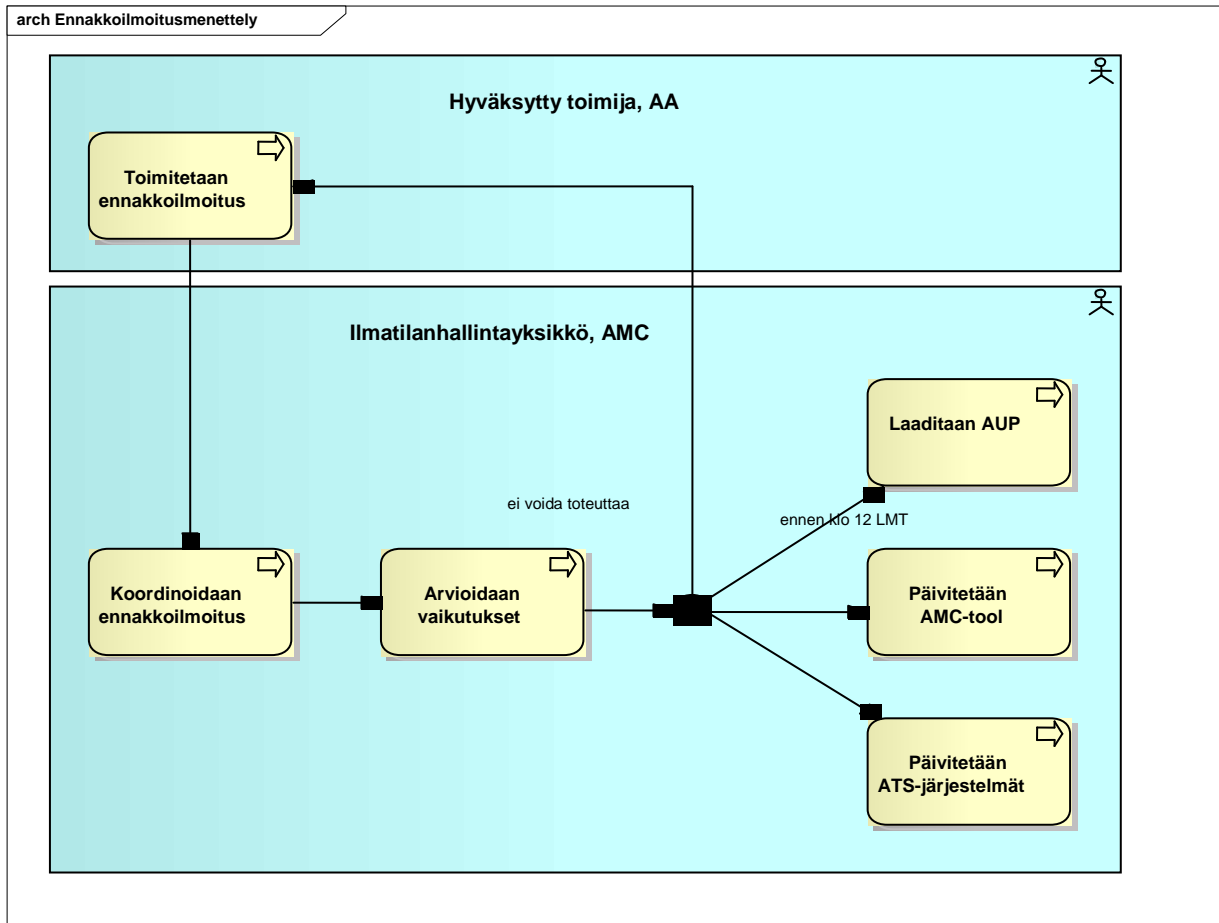 arch Ennakkoilmoitusmenettely
Hyväksytty toimija, AA
Toimitetaan
ennakkoilmoitus
Ilmatilanhallintayksikkö, AMC
Laaditaan AUP
ei voida toteuttaa
ennen klo 12 LMT
Koordinoidaan
ennakkoilmoitus
Arvioidaan
vaikutukset
Päivitetään
AMC-tool
Päivitetään
ATS-järjestelmät